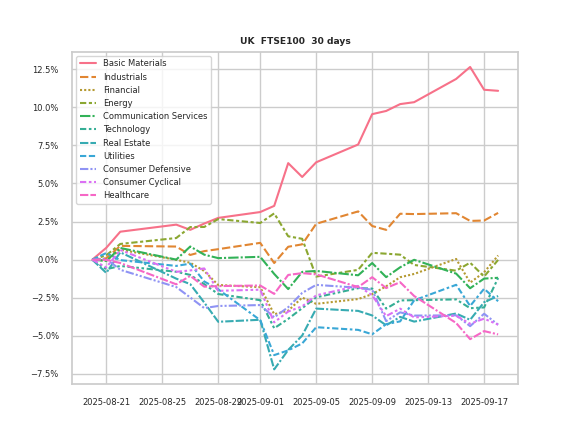 UK  FTSE100  30 days
12.5%
10.0%
7.5%
5.0%
2.5%
0.0%
−2.5%
−5.0%
−7.5%
Basic Materials
Industrials
Financial
Energy
Communication Services
Technology
Real Estate
Utilities
Consumer Defensive
Consumer Cyclical
Healthcare
2025-08-21 2025-08-25 2025-08-29 2025-09-01 2025-09-05 2025-09-09 2025-09-13 2025-09-17